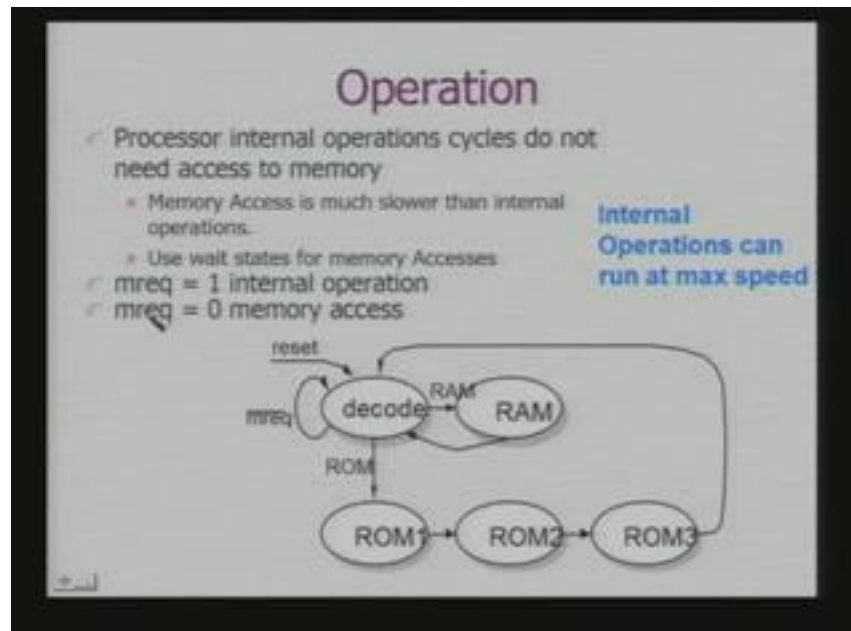 Operation
Processor internal operations cycles do not
need access to memory
Memory Access is much slower than internal
operations.
Use wait states for memory Accesses
mreq = 1 internal operation
mreq = 0 memory access
Internal
Operations can
run at max speed
reset
mreq
decode
RAM
RAM
ROM
ROM1
ROM2
ROM3